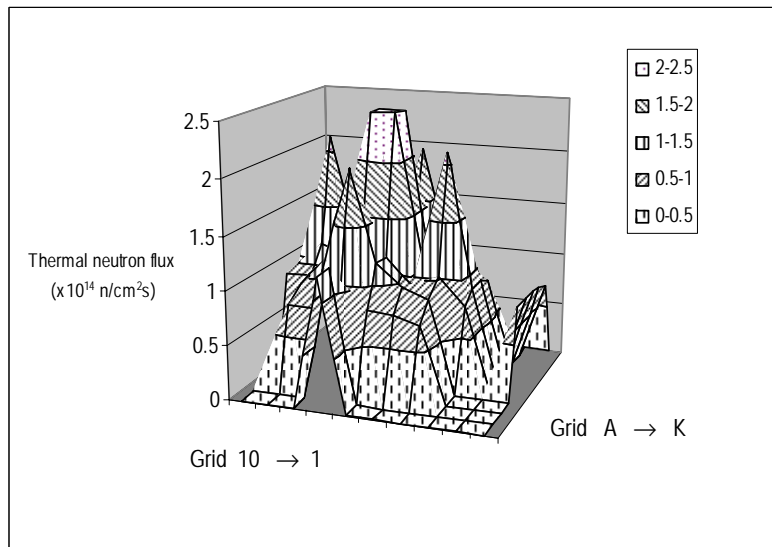 2.5
2
1.5
1
0.5
0
Thermal neutron flux
(x10¹⁴ n/cm²s)
Grid 10 → 1
Grid A → K
2-2.5
1.5-2
1-1.5
0.5-1
0-0.5